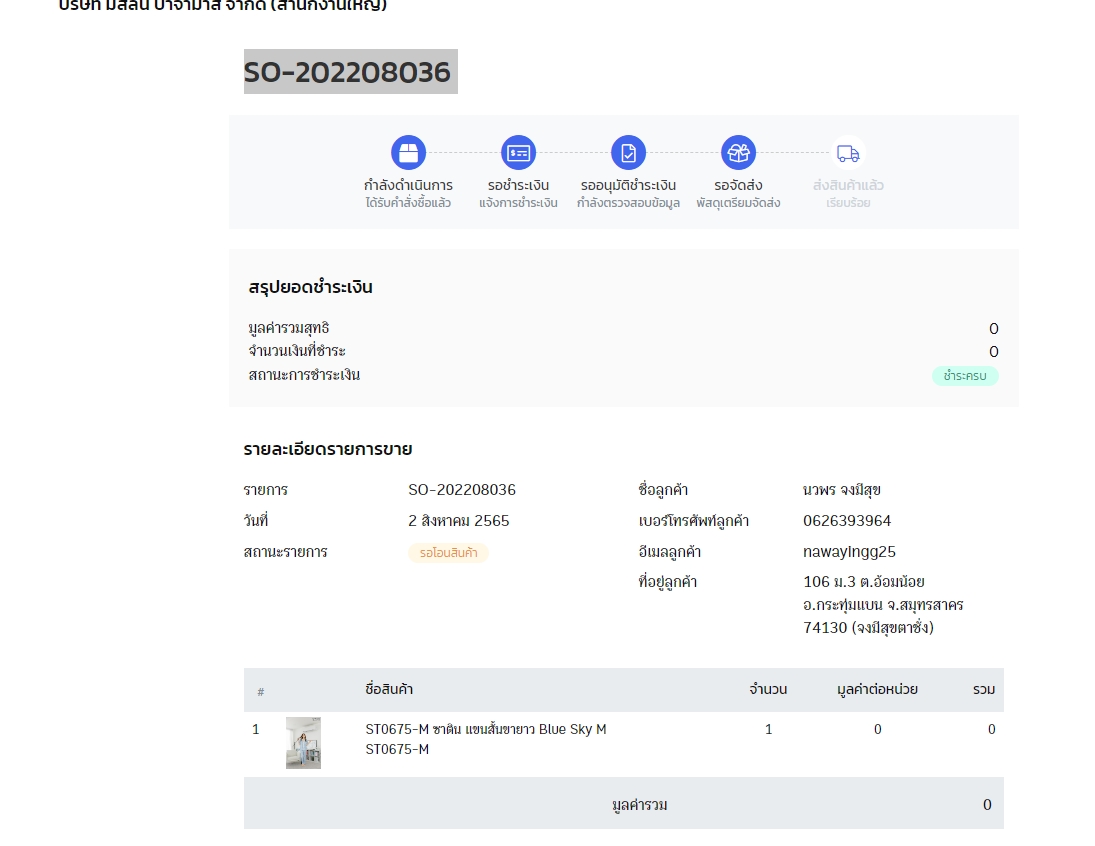 บริษัท มีสลีน ปาจามาส์ จำกัด (สำนักงานใหญ่)
SO-202208036
กำลังดำเนินการ
ได้รับคำสั่งซื้อแล้ว
รอชำระเงิน
แจ้งการชำระเงิน
รออนุมัติชำระเงิน
กำลังตรวจสอบข้อมูล
รอจัดส่ง
พัสดุเตรียมจัดส่ง
ส่งสินค้าแล้ว
เรียบร้อย
สรุปยอดชำระเงิน
มูลค่ารวมสุทธิ 0
จำนวนเงินที่ชำระ 0
สถานะการชำระเงิน ชำระครบ
รายละเอียดรายการขาย
รายการ SO-202208036
วันที่ 2 สิงหาคม 2565
สถานะรายการ รอโอนสินค้า
ชื่อลูกค้า นวพร จงมีสุข
เบอร์โทรศัพท์ลูกค้า 0626393964
อีเมลลูกค้า nawayingg25
ที่อยู่ลูกค้า 106 ม.3 ต.อ้อมน้อย
อ.กระทุ่มแบน จ.สมุทรสาคร
74130 (จงมีสุขตาชั่ง)
# ชื่อสินค้า จำนวน มูลค่าต่อหน่วย รวม
1 ST0675-M ซาติน แขนสั้นขายาว Blue Sky M 1 0 0
ST0675-M
มูลค่ารวม 0